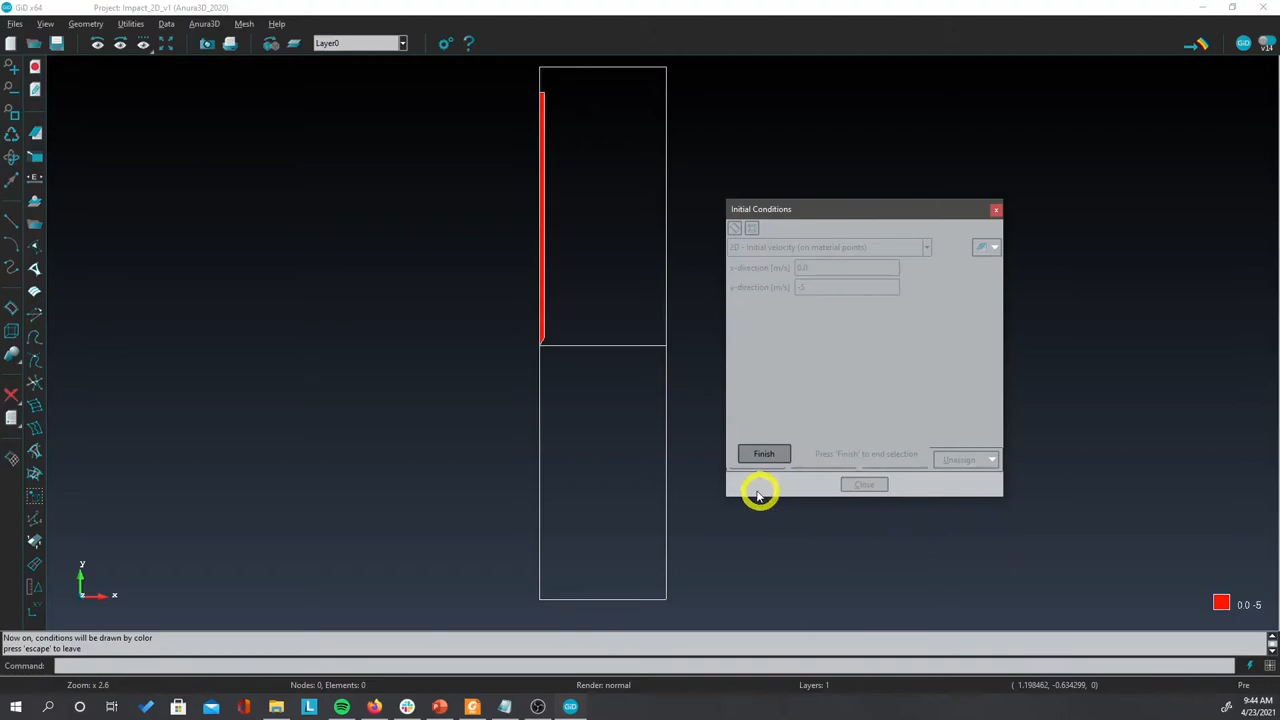 GiD x64 Project: Impact_2D_v1 (Anura3D_2020)
Files View Geometry Utilities Data Anura3D Mesh Help
Layer0
GiD v14
E
Initial Conditions
2D - Initial velocity (on material points)
x-direction [m/s] 0.0
y-direction [m/s] -5
Finish Press 'Finish' to end selection Unassign
Close
y
z x
0.0 -5
Now on, conditions will be drawn by color
press 'escape' to leave
Command:
Zoom: x 2.6 Nodes: 0, Elements: 0 Render: normal Layers: 1 ( 1.198462, -0.634299, 0) Pre
9:44 AM
4/23/2021